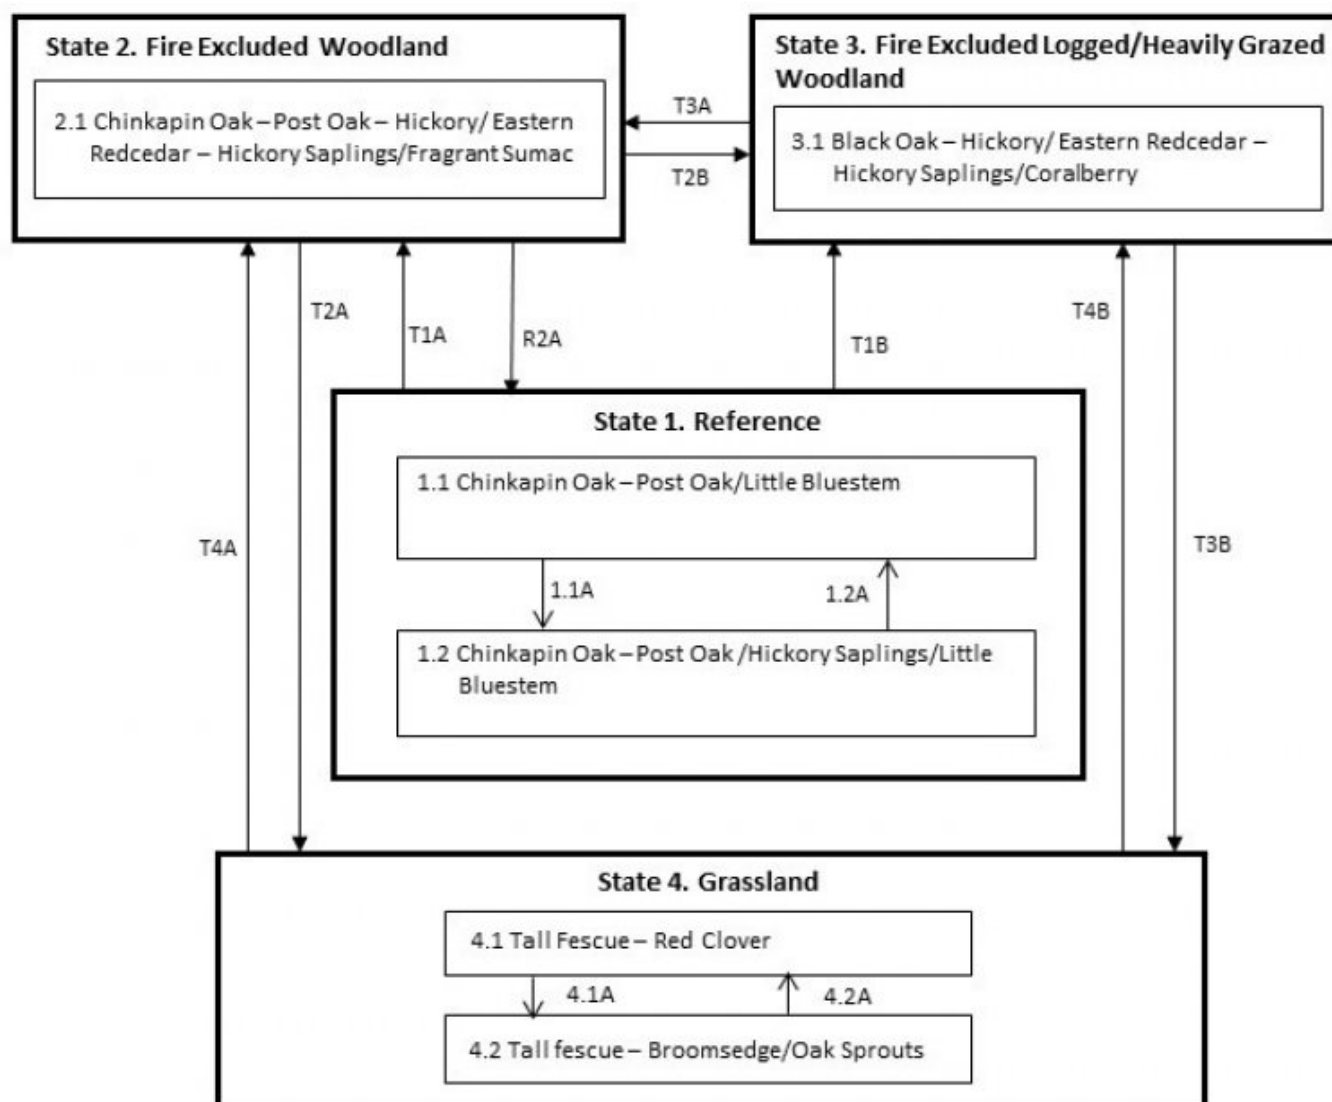 State 2. Fire Excluded Woodland
2.1 Chinkapin Oak – Post Oak – Hickory/ Eastern
Redcedar – Hickory Saplings/Fragrant Sumac
State 3. Fire Excluded Logged/Heavily Grazed
Woodland
3.1 Black Oak – Hickory/ Eastern Redcedar –
Hickory Saplings/Coralberry
T3A
T2B
T2A
T1A
R2A
T1B
T4B
State 1. Reference
1.1 Chinkapin Oak – Post Oak/Little Bluestem
1.1A
1.2A
1.2 Chinkapin Oak – Post Oak /Hickory Saplings/Little
Bluestem
T4A
T3B
State 4. Grassland
4.1 Tall Fescue – Red Clover
4.1A
4.2A
4.2 Tall fescue – Broomsedge/Oak Sprouts